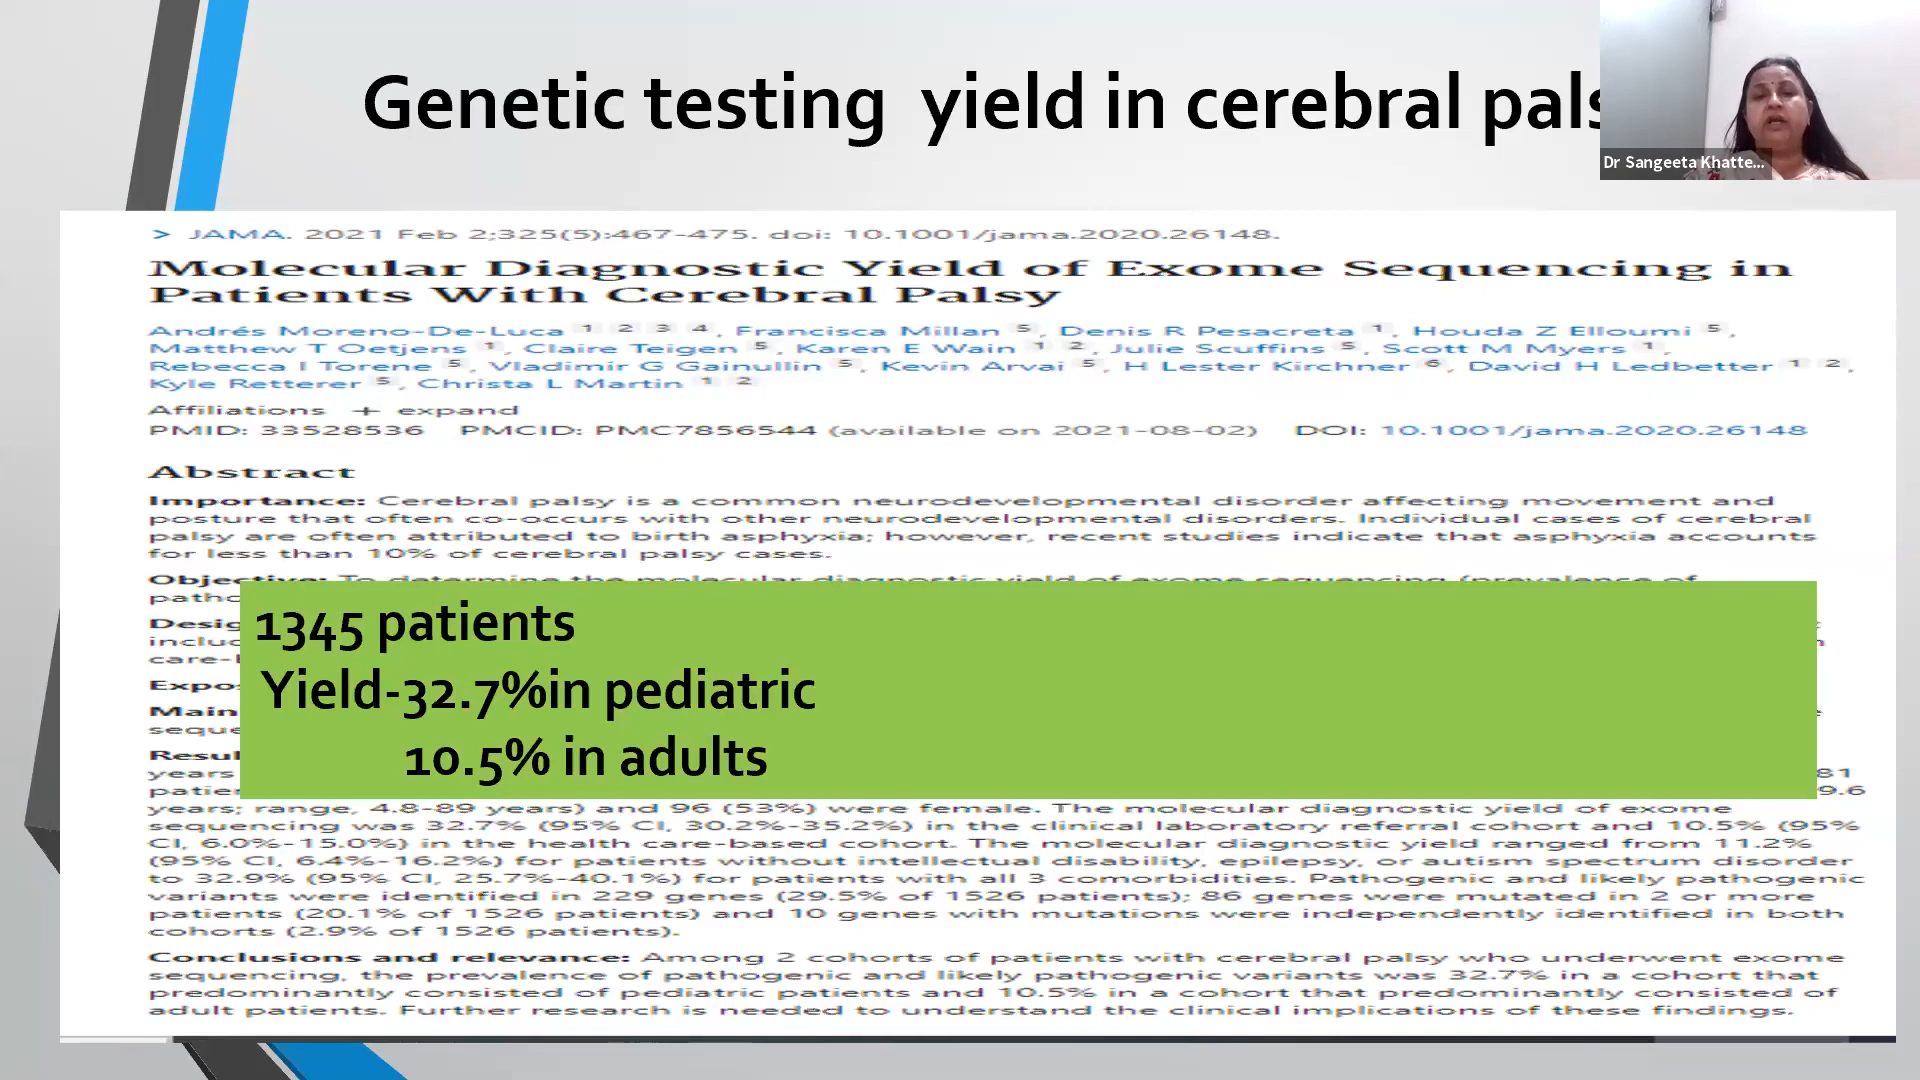 Genetic testing yield in cerebral pals
Dr Sangeeta Khatte...
> JAMA. 2021 Feb 2;325(5):467-475. doi: 10.1001/jama.2020.26148.
Molecular Diagnostic Yield of Exome Sequencing in
Patients With Cerebral Palsy
Andrés Moreno-De-Luca 1 2 3 4, Francisca Millan 5, Denis R Pesacreta 1, Houda Z Elloumi 5,
Matthew T Oetjens 1, Claire Teigen 5, Karen E Wain 1 2, Julie Scuffins 5, Scott M Myers 1,
Rebecca I Torene 5, Vladimir G Gainullin 5, Kevin Arvai 5, H Lester Kirchner 6, David H Ledbetter 1 2,
Kyle Retterer 5, Christa L Martin 1 2
Affiliations + expand
PMID: 33528536 PMCID: PMC7856544 (available on 2021-08-02) DOI: 10.1001/jama.2020.26148
Abstract
Importance: Cerebral palsy is a common neurodevelopmental disorder affecting movement and
posture that often co-occurs with other neurodevelopmental disorders. Individual cases of cerebral
palsy are often attributed to birth asphyxia; however, recent studies indicate that asphyxia accounts
for less than 10% of cerebral palsy cases.
Objective: To determine the molecular diagnostic yield of exome sequencing (prevalence of
1345 patients
Yield-32.7%in pediatric
10.5% in adults
years
81
9.6
years; range, 4.8-89 years) and 96 (53%) were female. The molecular diagnostic yield of exome
sequencing was 32.7% (95% CI, 30.2%-35.2%) in the clinical laboratory referral cohort and 10.5% (95%
CI, 6.0%-15.0%) in the health care-based cohort. The molecular diagnostic yield ranged from 11.2%
(95% CI, 6.4%-16.2%) for patients without intellectual disability, epilepsy, or autism spectrum disorder
to 32.9% (95% CI, 25.7%-40.1%) for patients with all 3 comorbidities. Pathogenic and likely pathogenic
variants were identified in 229 genes (29.5% of 1526 patients); 86 genes were mutated in 2 or more
patients (20.1% of 1526 patients) and 10 genes with mutations were independently identified in both
cohorts (2.9% of 1526 patients).
Conclusions and relevance: Among 2 cohorts of patients with cerebral palsy who underwent exome
sequencing, the prevalence of pathogenic and likely pathogenic variants was 32.7% in a cohort that
predominantly consisted of pediatric patients and 10.5% in a cohort that predominantly consisted of
adult patients. Further research is needed to understand the clinical implications of these findings.